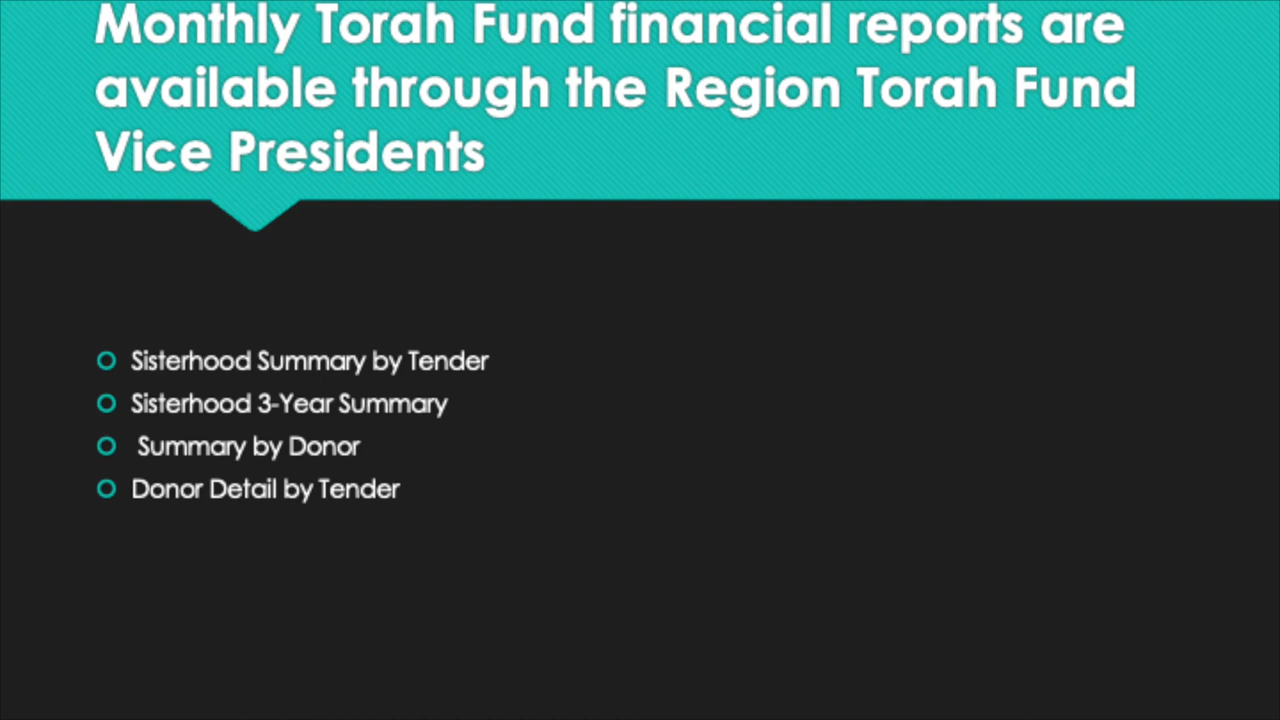 Monthly Torah Fund financial reports are
available through the Region Torah Fund
Vice Presidents
Sisterhood Summary by Tender
Sisterhood 3-Year Summary
Summary by Donor
Donor Detail by Tender